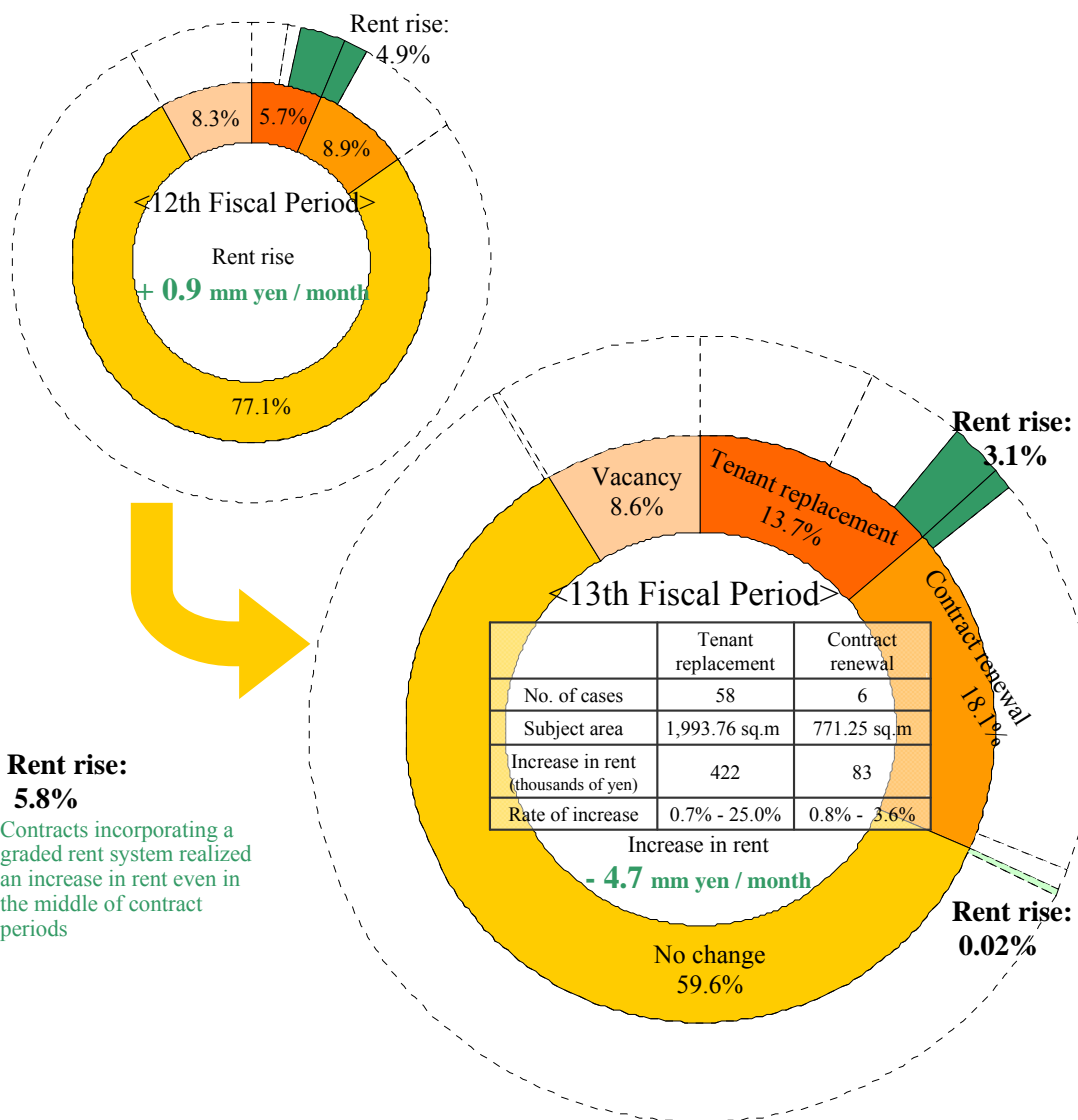 Rent rise:
4.9%
8.3%
5.7%
8.9%
<12th Fiscal Period>
Rent rise
+ 0.9 mm yen / month
77.1%
Rent rise:
3.1%
Vacancy
8.6%
Tenant replacement
13.7%
Contract renewal
18.1%
<13th Fiscal Period>
Tenant replacement Contract renewal
No. of cases 58 6
Subject area 1,993.76 sq.m 771.25 sq.m
Increase in rent (thousands of yen) 422 83
Rate of increase 0.7% - 25.0% 0.8% - 3.6%
Increase in rent
- 4.7 mm yen / month
Rent rise:
5.8%
Contracts incorporating a
graded rent system realized
an increase in rent even in
the middle of contract
periods
Rent rise:
0.02%
No change
59.6%